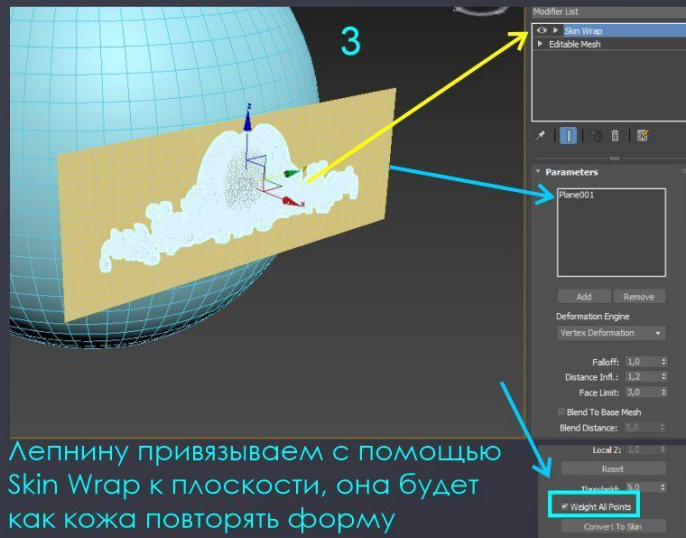 Modifier List
3
Skin Wrap
Editable Mesh
Parameters
Plane001
z
x
Add Remove
Deformation Engine
Vertex Deformation
Falloff: 1,0
Distance Infl.: 1,2
Face Limit: 3,0
Blend To Base Mesh
Blend Distance: 5,0
Local 2: 1,0
Reset
Threshold: 5,0
Weight All Points
Convert To Skin
Лепнину привязываем с помощью
Skin Wrap к плоскости, она будет
как кожа повторять форму